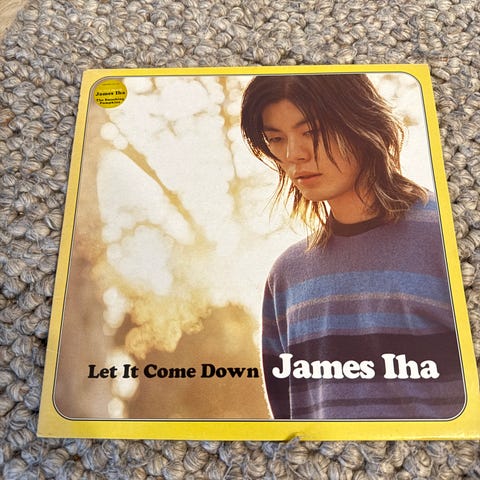 James Iha
The Smashing
Pumpkins
Let It Come Down James Iha